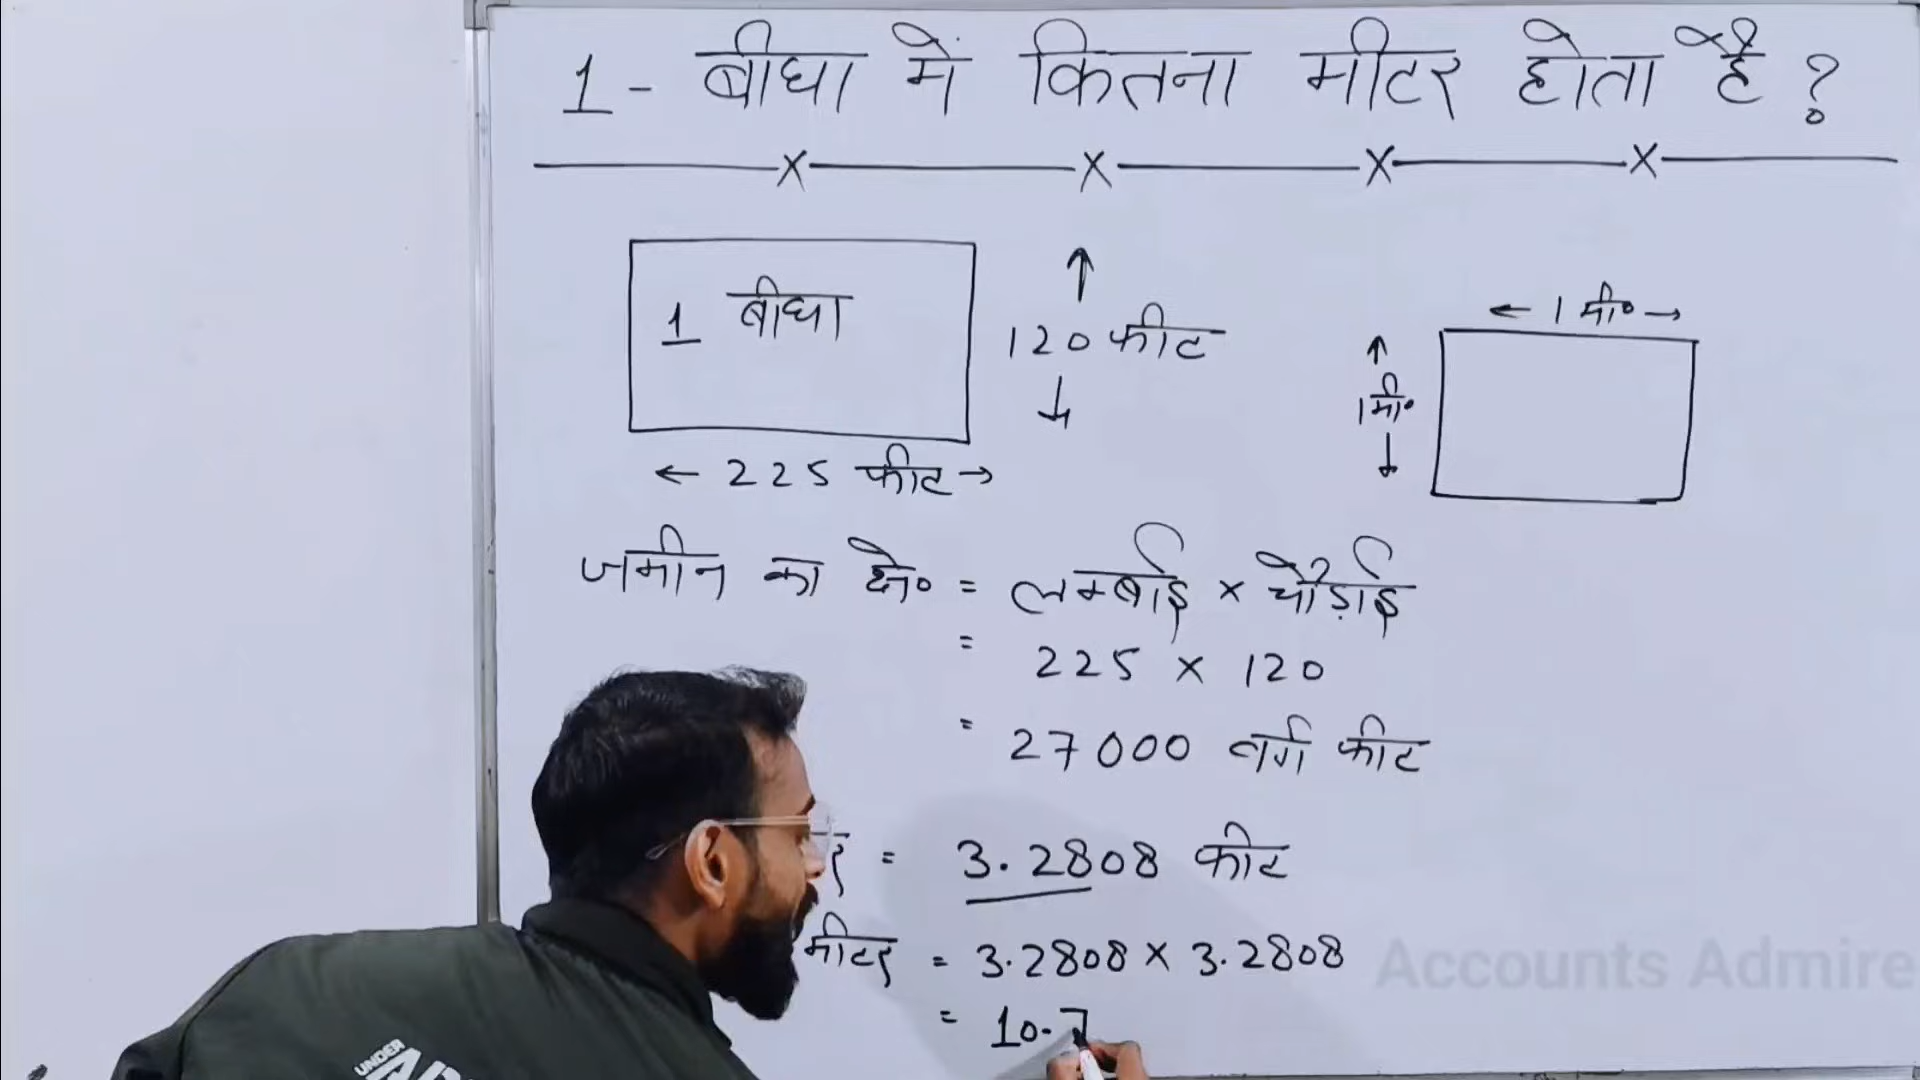 1- बीघा में कितना मीटर होता है ?
x x x x
1 बीघा
120 फीट
← 225 फीट →
← 1 मी० →
1 मी०
जमीन का क्षे० = लम्बाई × चौड़ाई
= 225 × 120
= 27000 वर्ग फीट
= 3.2808 फीट
मीटर = 3.2808 × 3.2808
= 10.7
Accounts Admire
UNDER